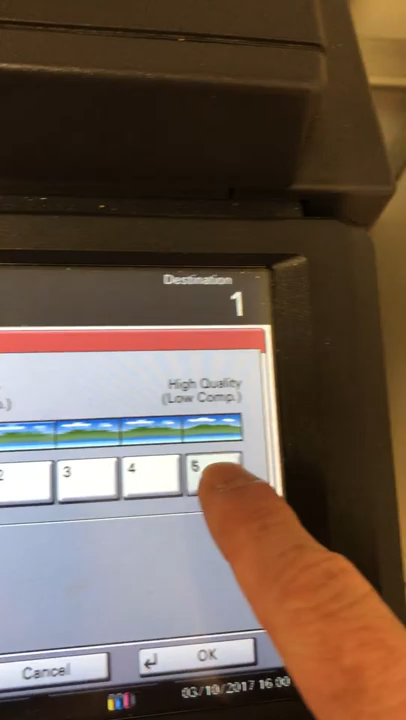 Destination
1
High Quality
(Low Comp.)
.)
2
3
4
5
Cancel
OK
03/10/2017 16:00